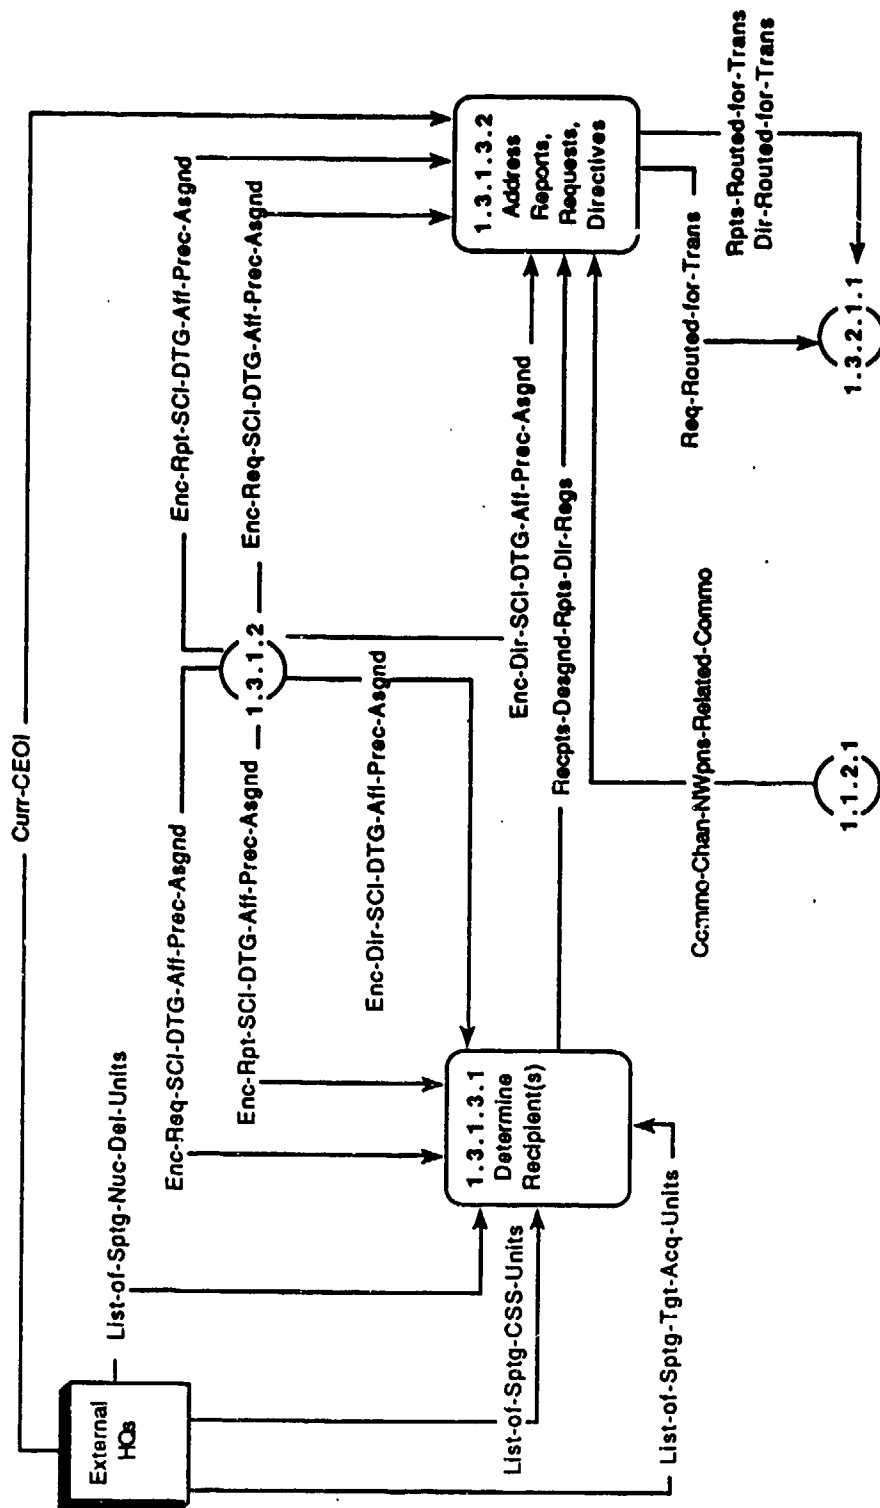 Curr-CEOI
External
HQs
List-of-Sptg-Nuc-Del-Units
Enc-Req-SCI-DTG-Aff-Prec-Asgnd
Enc-Rpt-SCI-DTG-Aff-Prec-Asgnd
Enc-Rpt-SCI-DTG-Aff-Prec-Asgnd
1.3.1.2
Enc-Req-SCI-DTG-Aff-Prec-Asgnd
Enc-Dir-SCI-DTG-Aff-Prec-Asgnd
1.3.1.3.1
Determine
Recipient(s)
1.3.1.3.2
Address
Reports,
Requests,
Directives
List-of-Sptg-CSS-Units
Enc-Dir-SCI-DTG-Aff-Prec-Asgnd
Recpts-Desgnd-Rpts-Dir-Reqs
List-of-Sptg-Tgt-Acq-Units
Commo-Chan-NWpns-Related-Commo
Req-Routed-for-Trans
Rpts-Routed-for-Trans
Dir-Routed-for-Trans
1.1.2.1
1.3.2.1.1